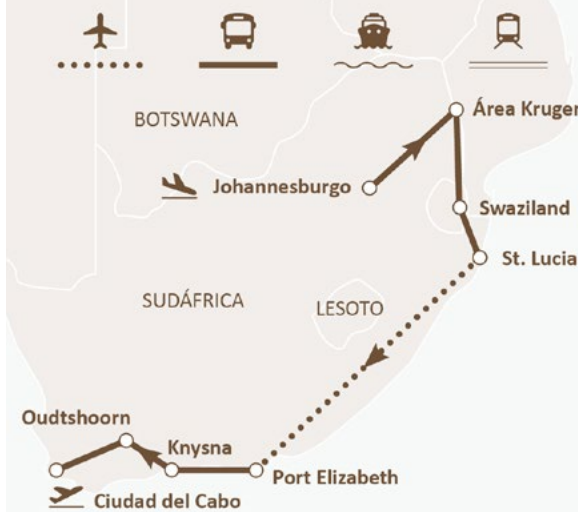 Área Kruger
BOTSWANA
Johannesburgo
Swaziland
St. Lucia
SUDÁFRICA
LESOTO
Oudtshoorn
Knysna
Port Elizabeth
Ciudad del Cabo